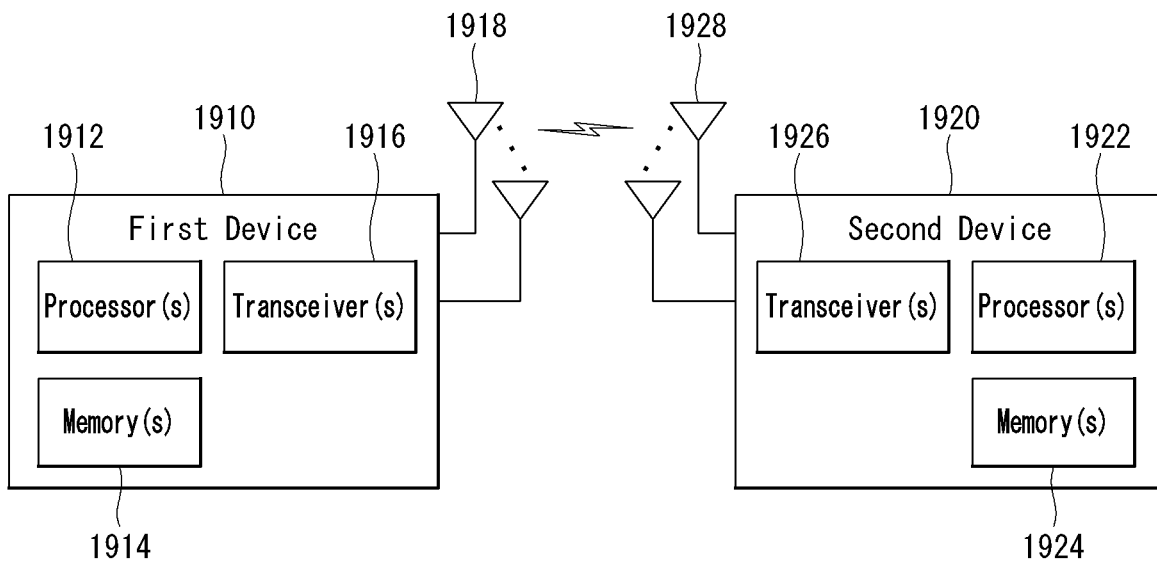 1918
1928
1910
1920
1912
1916
1926
1922
First Device
Second Device
Processor(s)
Transceiver(s)
Transceiver(s)
Processor(s)
Memory(s)
Memory(s)
1914
1924